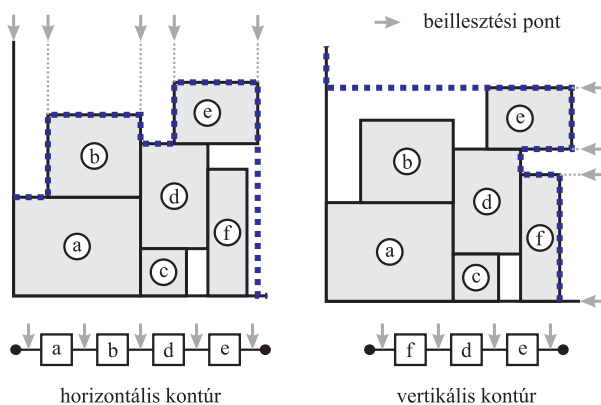 beillesztési pont
e
b
d
a
f
c
e
b
d
a
f
c
a b d e
f d e
horizontális kontúr
vertikális kontúr